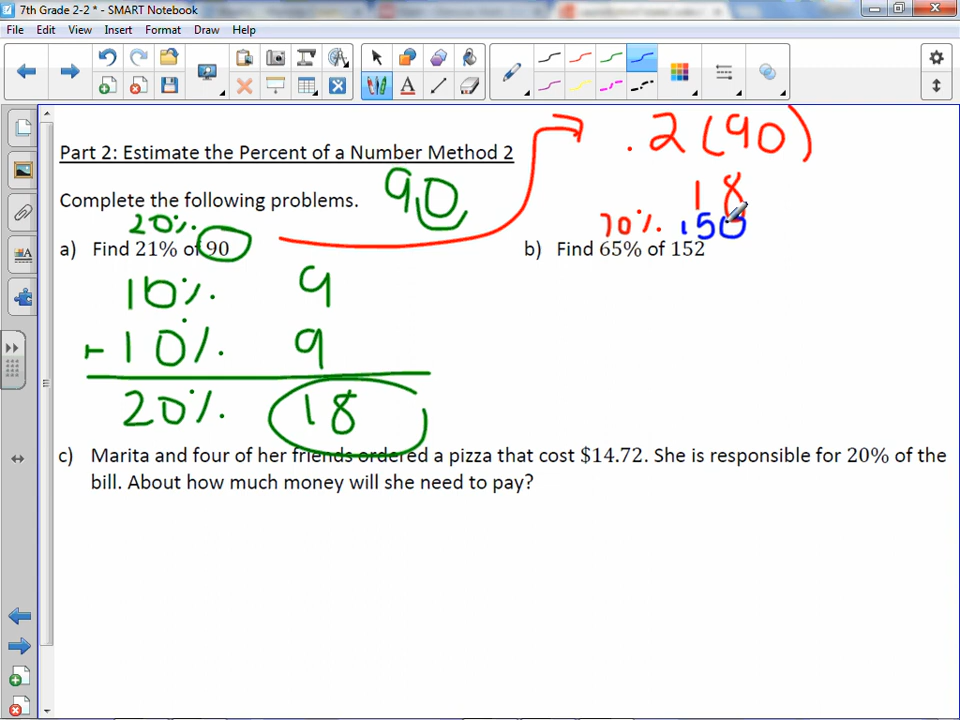 7th Grade 2-2 * - SMART Notebook
File Edit View Insert Format Draw Help
.2(90)
Part 2: Estimate the Percent of a Number Method 2
90
18
Complete the following problems.
20% 70% 150
a) Find 21% of 90 b) Find 65% of 152
10% 9
+10% 9
20% 18
c) Marita and four of her friends ordered a pizza that cost $14.72. She is responsible for 20% of the
bill. About how much money will she need to pay?